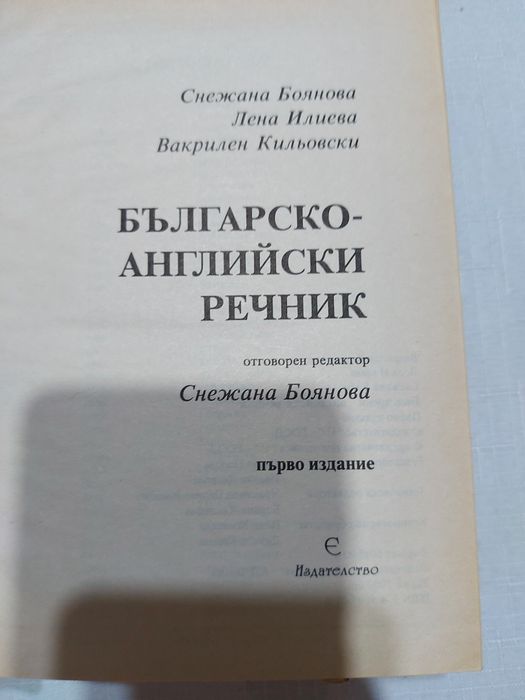 Снежана Боянова
Лена Илиева
Вакрилен Кильовски
БЪЛГАРСКО-
АНГЛИЙСКИ
РЕЧНИК
отговорен редактор
Снежана Боянова
първо издание
Є
Издателство